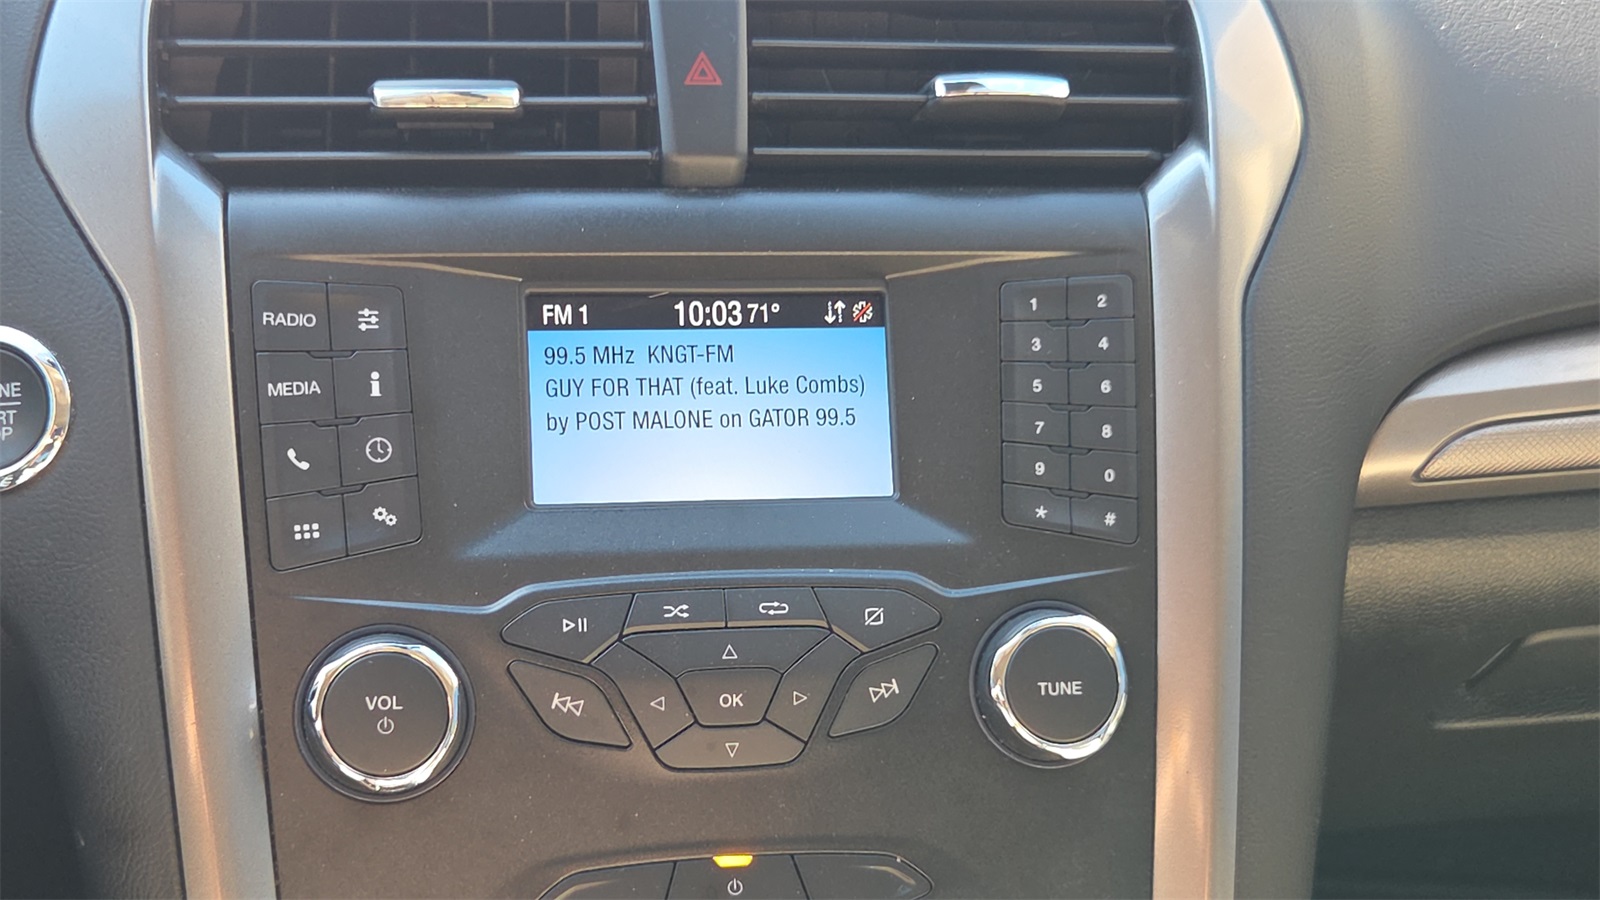 FM 1 10:03 71°
99.5 MHz KNGT-FM
GUY FOR THAT (feat. Luke Combs)
by POST MALONE on GATOR 99.5
RADIO
MEDIA
i
1 2
3 4
5 6
7 8
9 0
* #
VOL
OK
TUNE